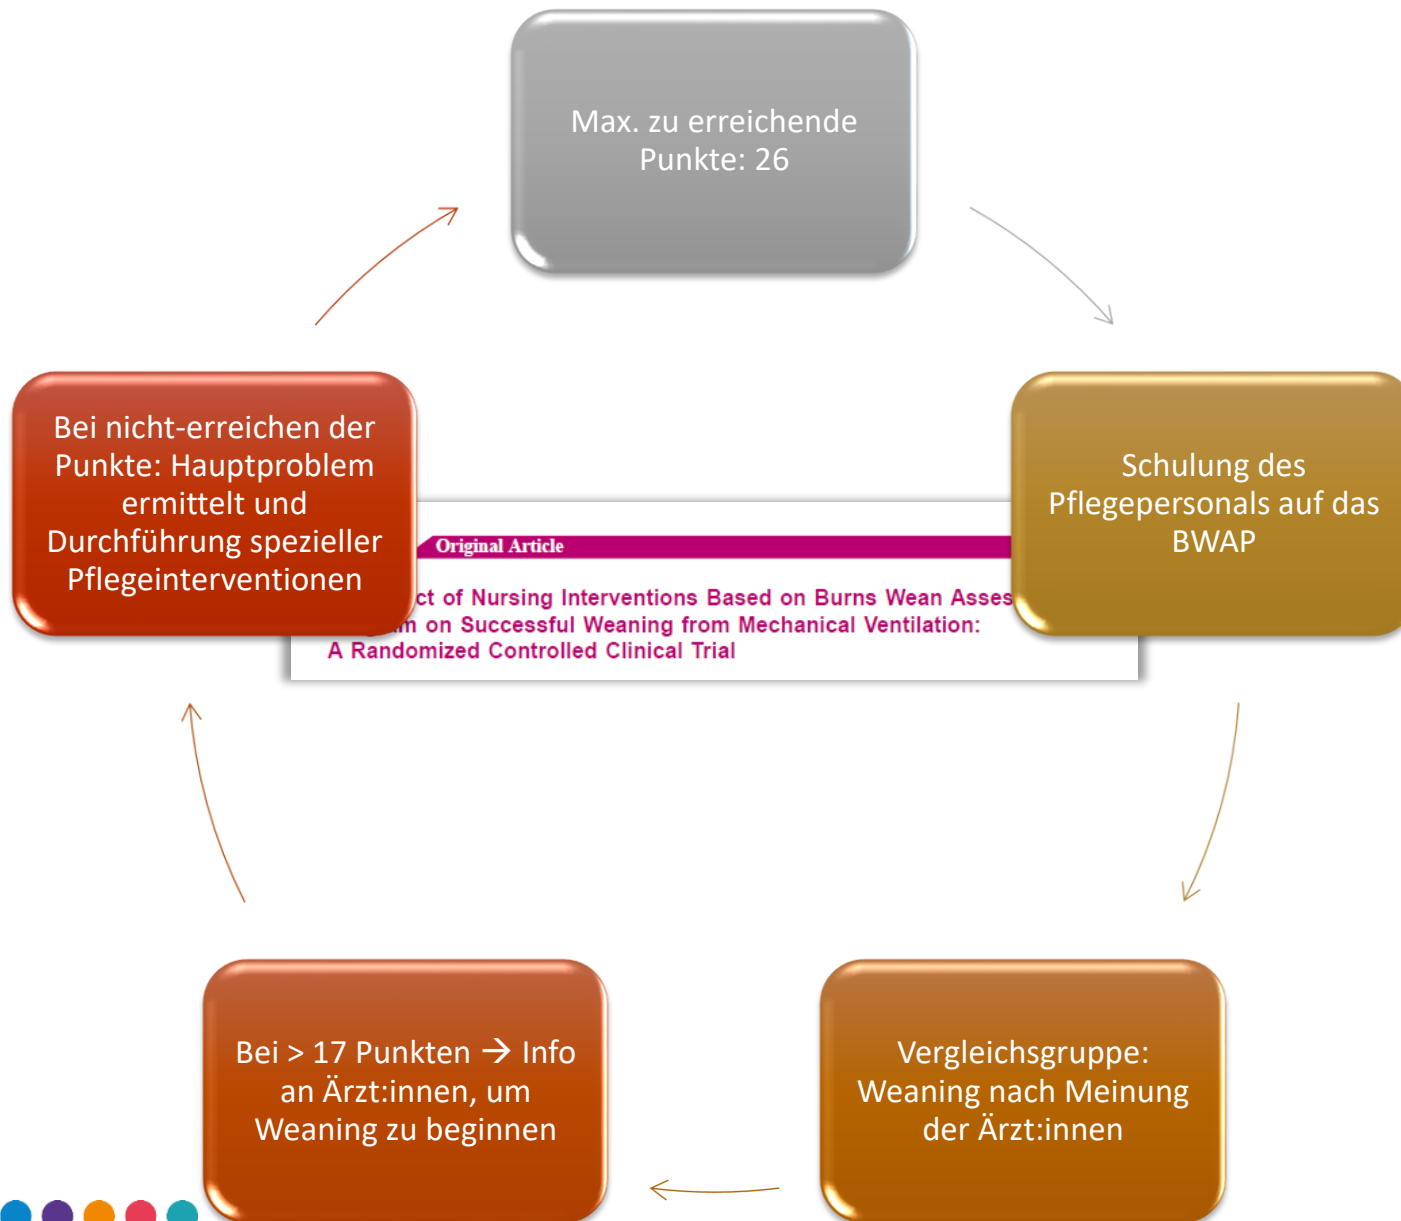 Max. zu erreichende
Punkte: 26
Schulung des
Pflegepersonals auf das
BWAP
Vergleichsgruppe:
Weaning nach Meinung
der Ärzt:innen
Bei > 17 Punkten → Info
an Ärzt:innen, um
Weaning zu beginnen
Bei nicht-erreichen der
Punkte: Hauptproblem
ermittelt und
Durchführung spezieller
Pflegeinterventionen
Original Article
of Nursing Interventions Based on Burns Wean
on Successful Weaning from Mechanical Ventilation:
A Randomized Controlled Clinical Trial